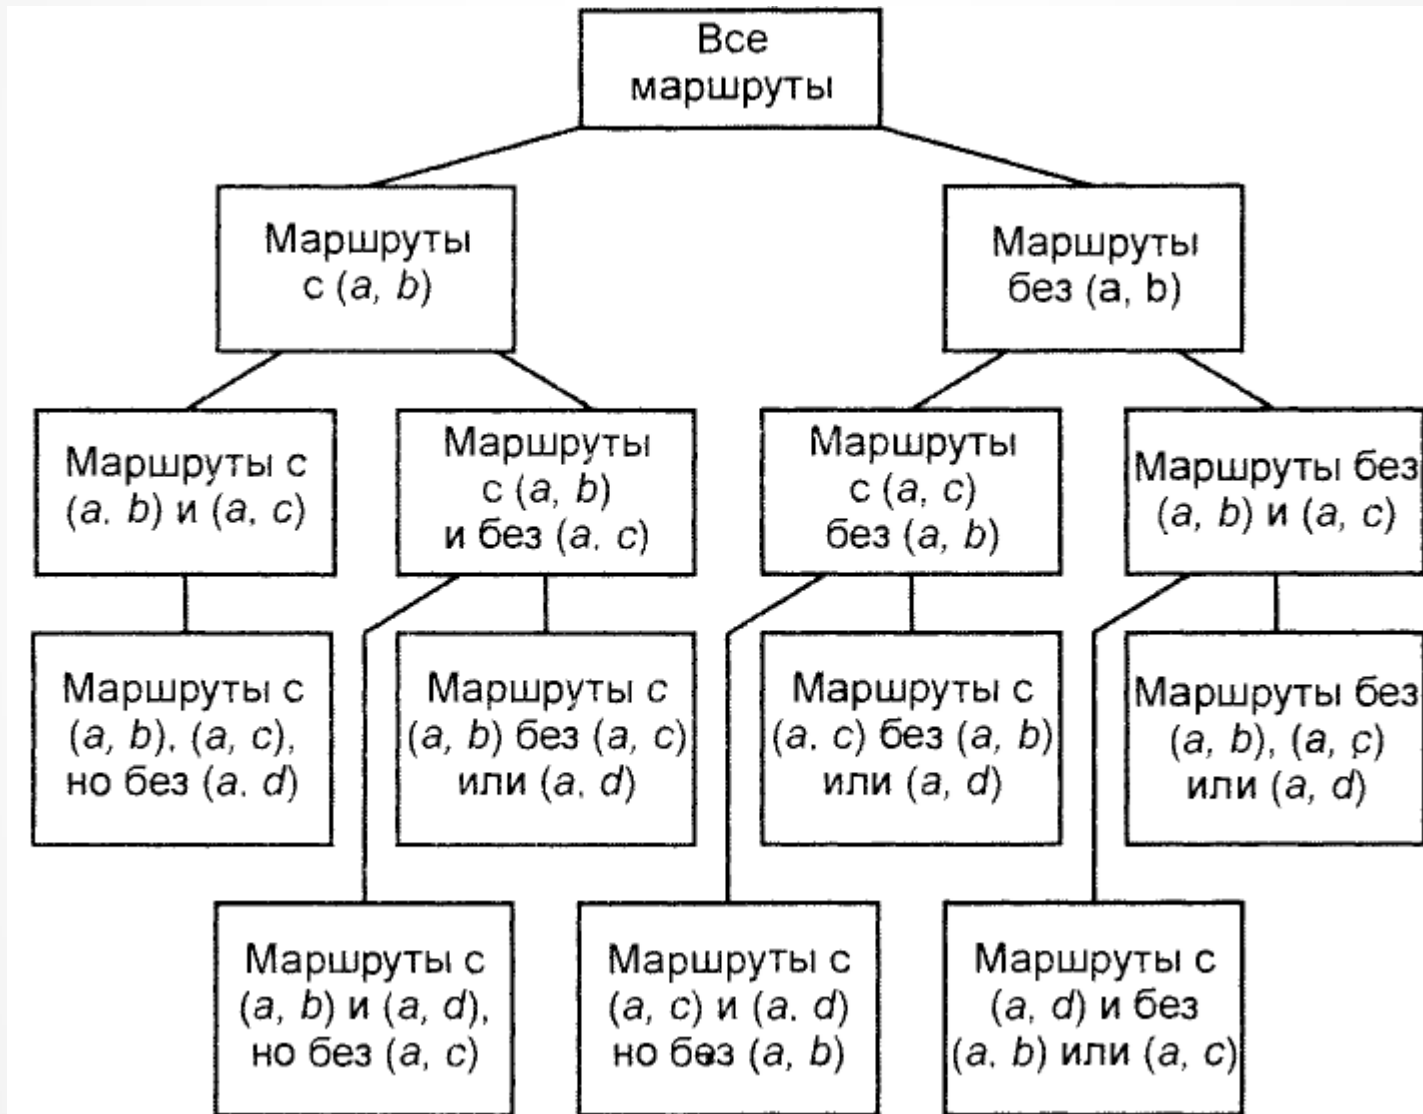 Все
маршруты
Маршруты
с (a, b)
Маршруты
без (a, b)
Маршруты с
(a. b) и (a, c)
Маршруты
с (a, b)
и без (a. c)
Маршруты
с (a, c)
без (a, b)
Маршруты без
(a, b) и (a, c)
Маршруты с
(a, b). (a, c),
но без (a. d)
Маршруты с
(a, b) без (a, c)
или (a. d)
Маршруты с
(a. c) без (a, b)
или (a, d)
Маршруты без
(a, b), (a, c)
или (a, d)
Маршруты с
(a, b) и (a, d),
но без (a, c)
Маршруты с
(a, c) и (a. d)
но без (a, b)
Маршруты с
(a, d) и без
(a. b) или (a, c)